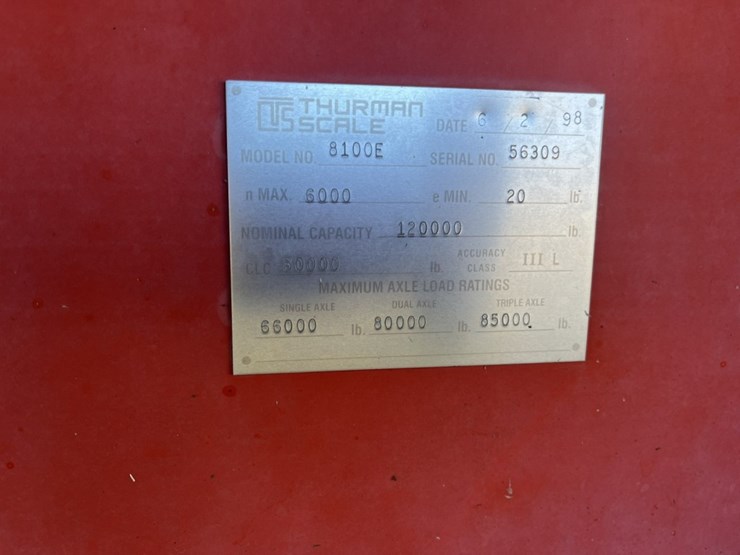 TS THURMAN SCALE
DATE 6 / 2 / 98
MODEL NO. 8100E SERIAL NO. 56309
n MAX. 6000 e MIN. 20 lb.
NOMINAL CAPACITY 120000 lb.
CLC lb. ACCURACY CLASS III L
MAXIMUM AXLE LOAD RATINGS
SINGLE AXLE DUAL AXLE TRIPLE AXLE
66000 lb. 80000 lb. 85000 lb.